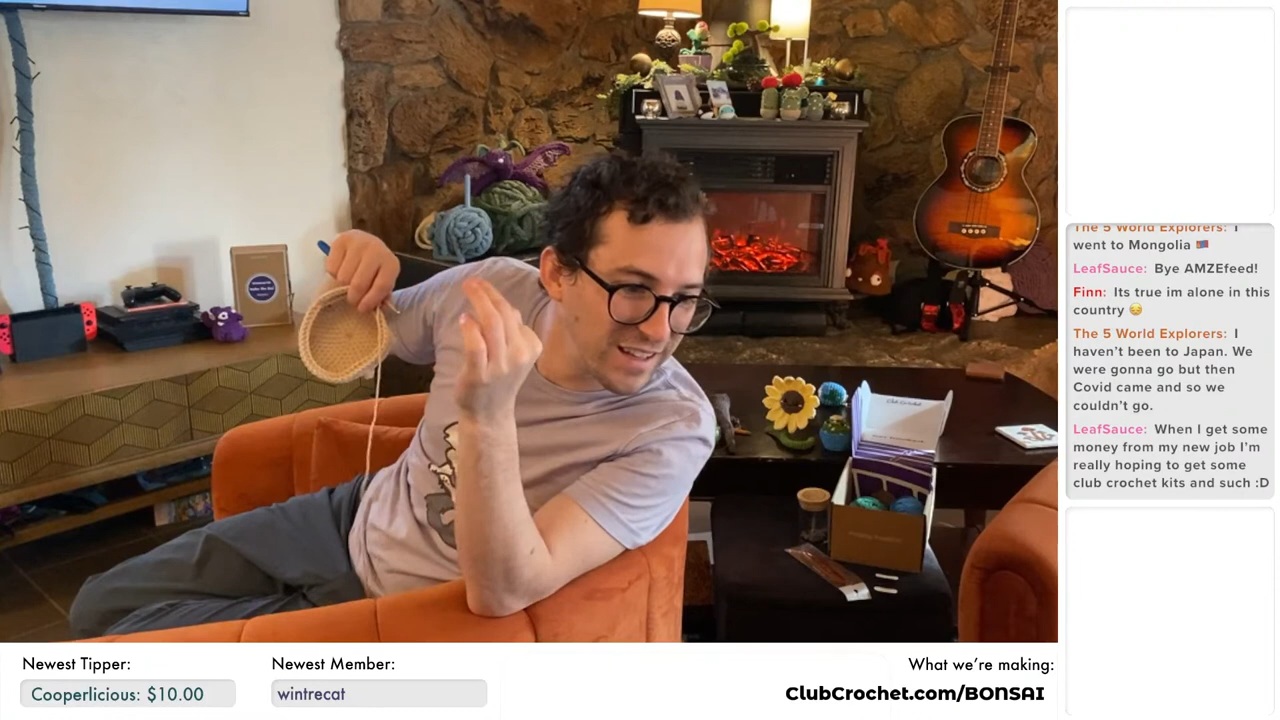 The 5 World Explorers: I
went to Mongolia
LeafSauce: Bye AMZEfeed!
Finn: Its true im alone in this
country
The 5 World Explorers: I
haven't been to Japan. We
were gonna go but then
Covid came and so we
couldn't go.
LeafSauce: When I get some
money from my new job I'm
really hoping to get some
club crochet kits and such :D
Club Crochet
Newest Tipper:
Cooperlicious: $10.00
Newest Member:
wintrecat
What we're making:
ClubCrochet.com/BONSAI